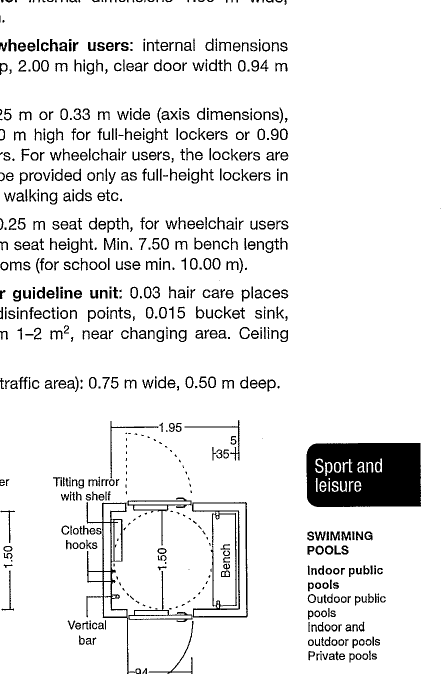 internal dimensions 1.50 m wide,
wheelchair users: internal dimensions
p, 2.00 m high, clear door width 0.94 m
25 m or 0.33 m wide (axis dimensions),
0 m high for full-height lockers or 0.90
rs. For wheelchair users, the lockers are
be provided only as full-height lockers in
walking aids etc.
0.25 m seat depth, for wheelchair users
m seat height. Min. 7.50 m bench length
ooms (for school use min. 10.00 m).
r guideline unit: 0.03 hair care places
disinfection points, 0.015 bucket sink,
m 1–2 m², near changing area. Ceiling
traffic area): 0.75 m wide, 0.50 m deep.
1.95
5
35
er
Tilting mirror
with shelf
Clothes
hooks
1.50
1.50
Bench
Vertical
bar
94
Sport and
leisure
SWIMMING
POOLS
Indoor public
pools
Outdoor public
pools
Indoor and
outdoor pools
Private pools